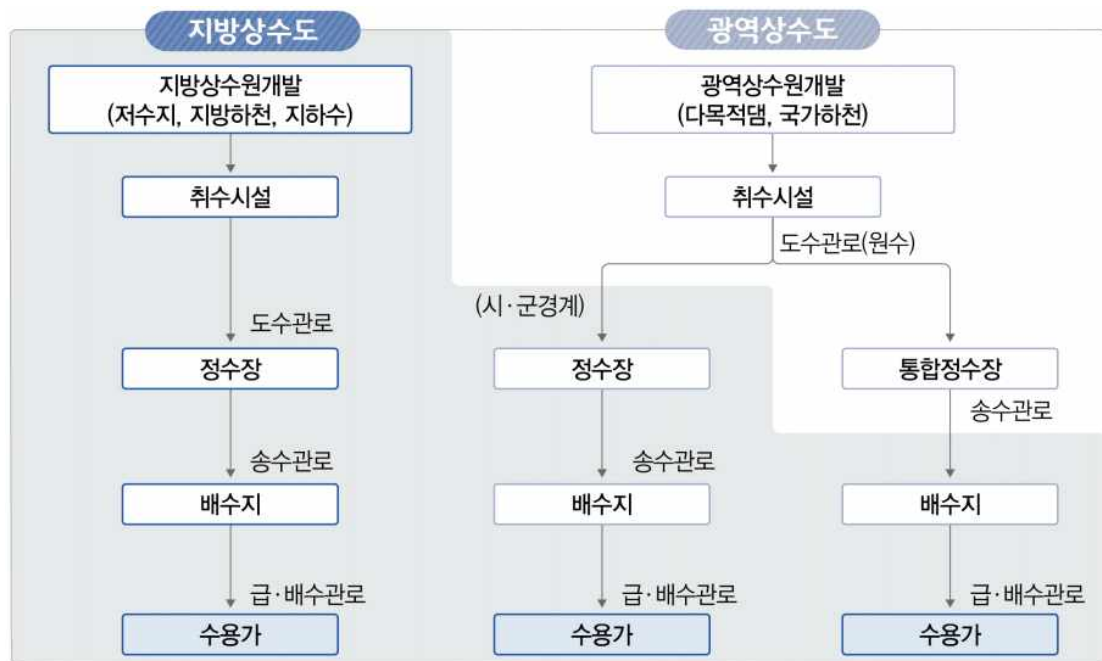 지방상수도
광역상수도
지방상수원개발
(저수지, 지방하천, 지하수)
광역상수원개발
(다목적댐, 국가하천)
취수시설
취수시설
도수관로(원수)
(시·군경계)
도수관로
정수장
정수장
통합정수장
송수관로
송수관로
송수관로
배수지
배수지
배수지
급·배수관로
급·배수관로
급·배수관로
수용가
수용가
수용가